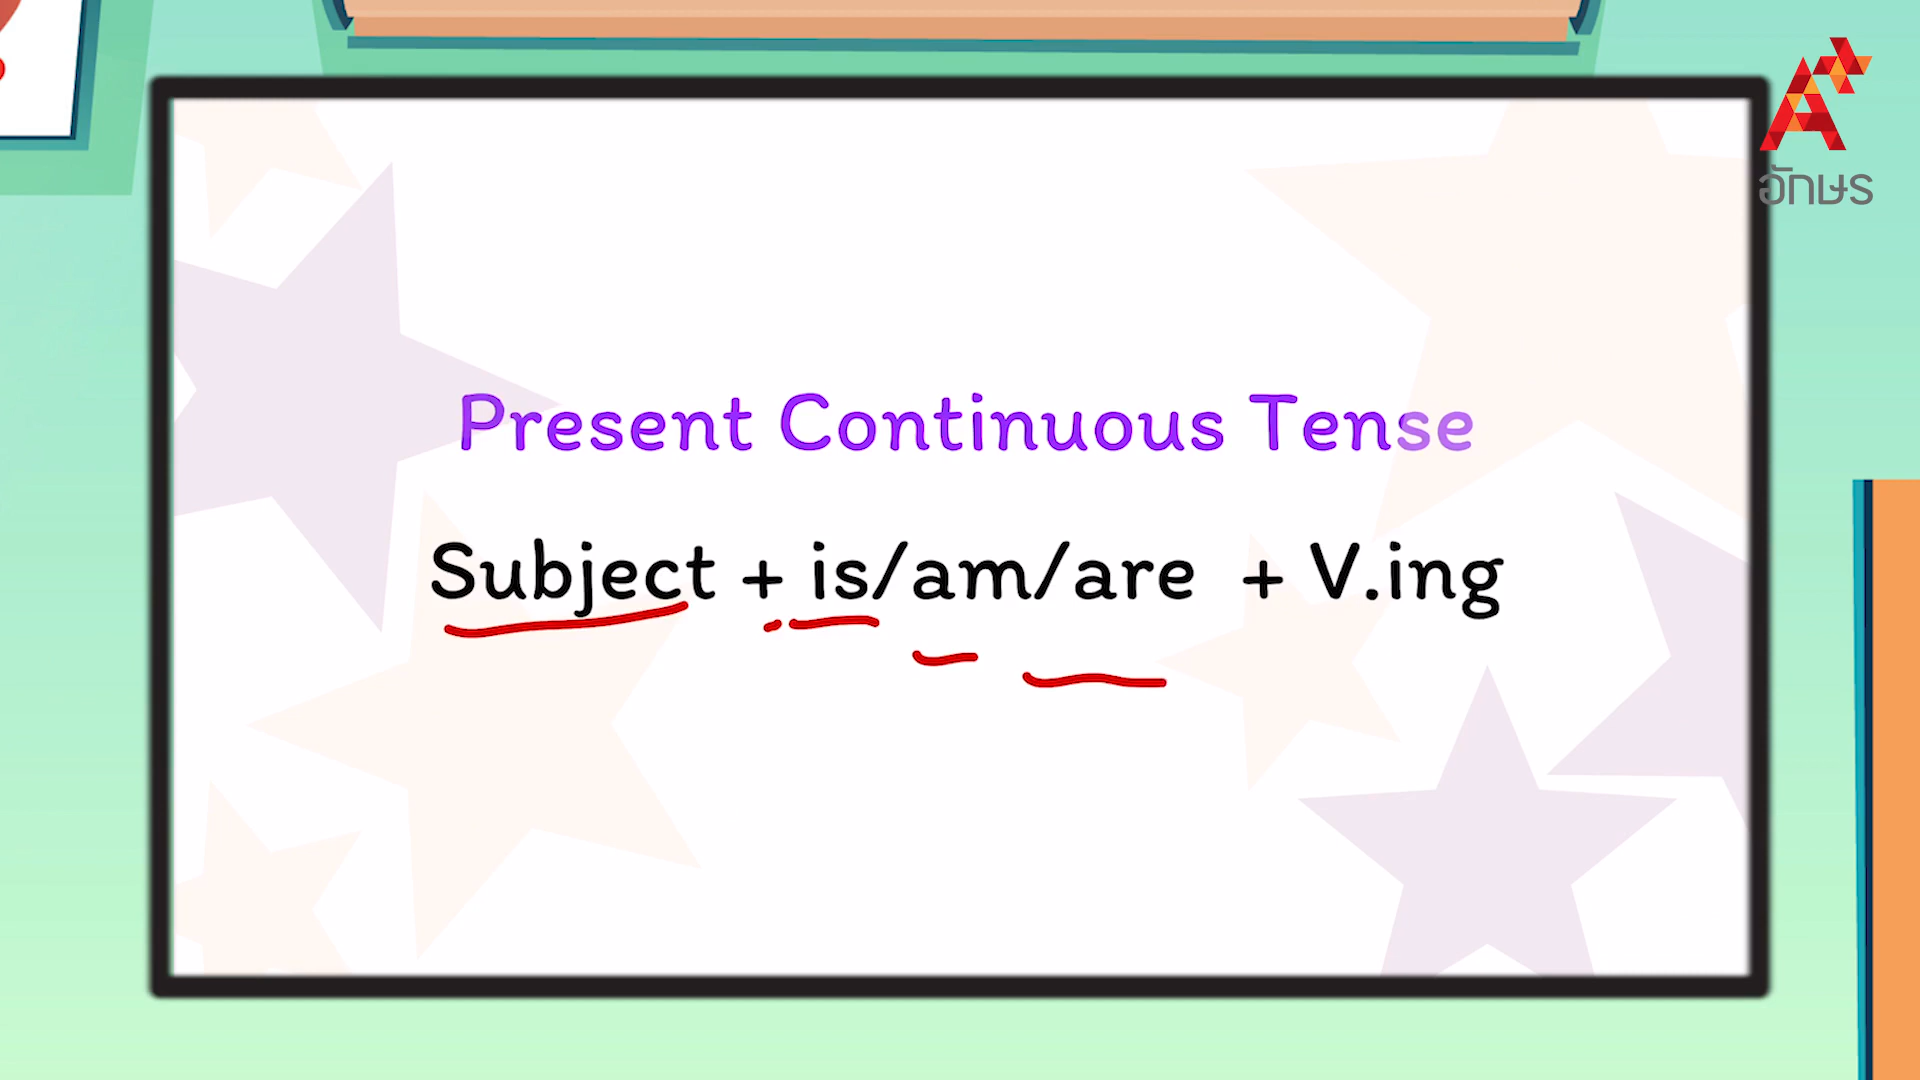 อักษร
Present Continuous Tense
Subject + is/am/are + V.ing